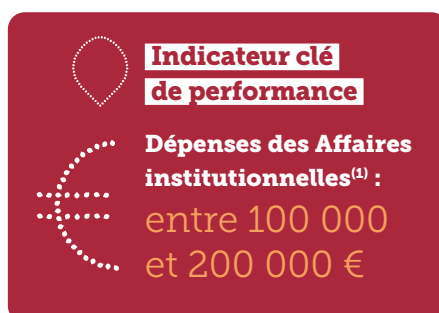 Indicateur clé
de performance
Dépenses des Affaires
institutionnelles(1) :
entre 100 000
et 200 000 €